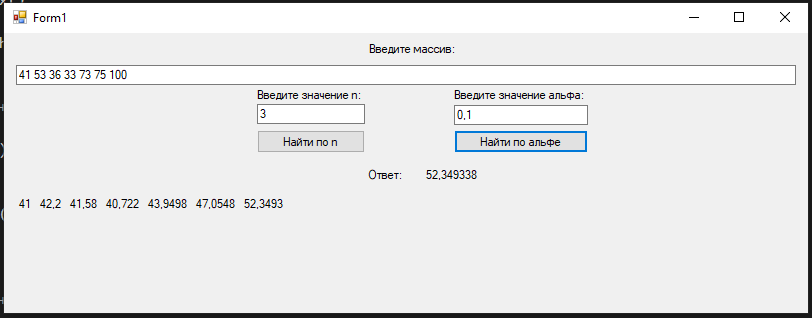 Form1
Введите массив:
41 53 36 33 73 75 100
Введите значение n: Введите значение альфа:
3 0,1
Найти по n Найти по альфе
Ответ: 52,349338
41 42,2 41,58 40,722 43,9498 47,0548 52,3493